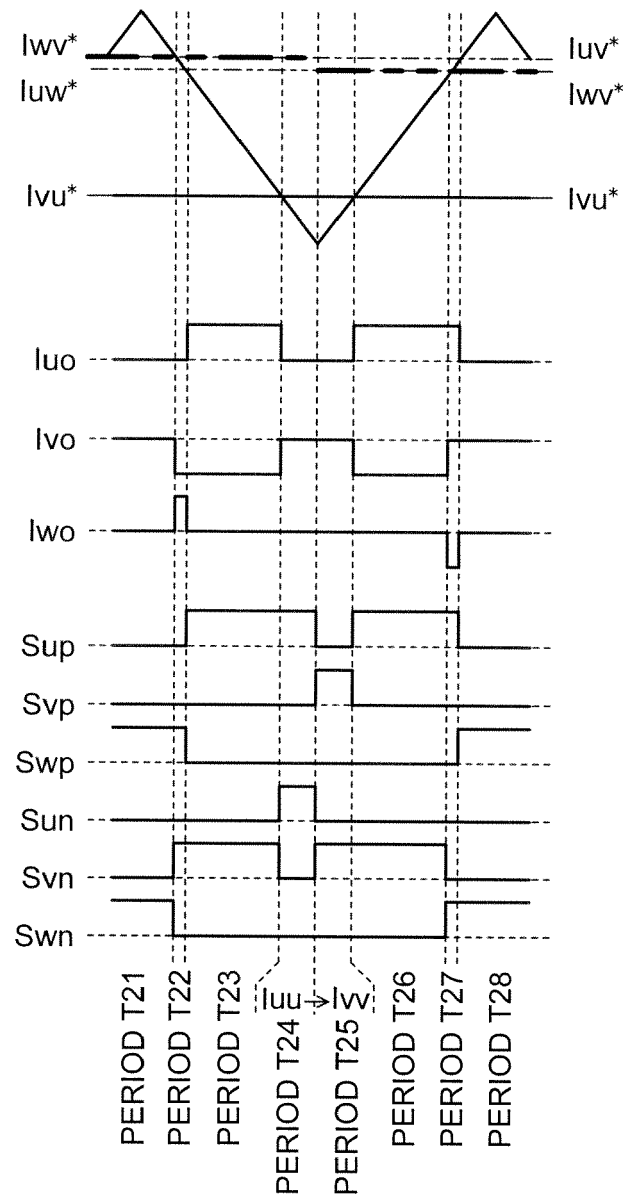 Iwv*
Iuv*
Iuw*
Iwv*
Ivu*
Ivu*
Iuo
Ivo
Iwo
Sup
Svp
Swp
Sun
Svn
Swn
Iuu→Ivv
PERIOD T21
PERIOD T22
PERIOD T23
PERIOD T24
PERIOD T25
PERIOD T26
PERIOD T27
PERIOD T28